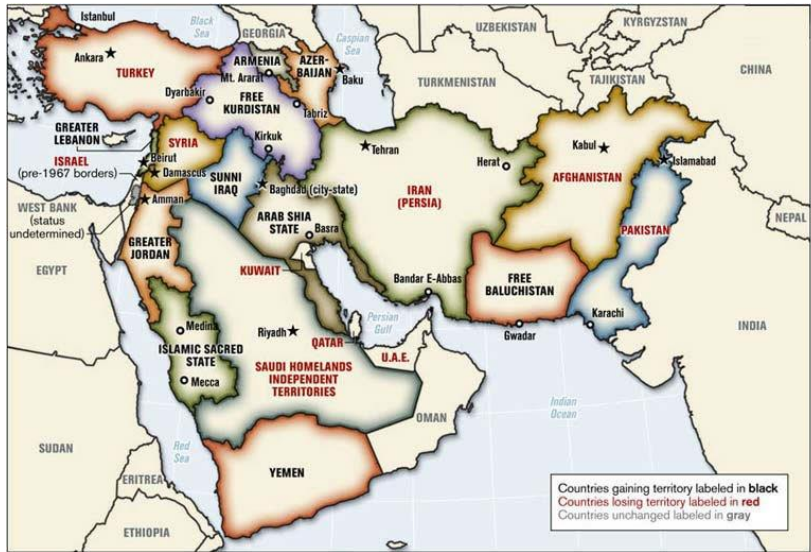 Istanbul
Black
Sea
GEORGIA
Caspian
Sea
UZBEKISTAN
KYRGYZSTAN
Ankara
TURKEY
ARMENIA
Mt. Ararat
AZER-
BAIJAN
Baku
TURKMENISTAN
TAJIKISTAN
CHINA
Dyarbakir
FREE
KURDISTAN
Tabriz
GREATER
LEBANON
SYRIA
Kirkuk
Tehran
Herat
Kabul
Islamabad
ISRAEL
(pre-1967 borders)
Beirut
Damascus
SUNNI
IRAQ
Baghdad (city-state)
IRAN
(PERSIA)
AFGHANISTAN
WEST BANK
(status
undetermined)
Amman
ARAB SHIA
STATE
Basra
PAKISTAN
NEPAL
GREATER
JORDAN
EGYPT
KUWAIT
Bandar E-Abbas
FREE
BALUCHISTAN
Karachi
Gwadar
INDIA
Medina
ISLAMIC SACRED
STATE
Mecca
Riyadh
Persian
Gulf
QATAR
U.A.E.
SAUDI HOMELANDS
INDEPENDENT
TERRITORIES
OMAN
Indian
Ocean
SUDAN
Red
Sea
YEMEN
ERITREA
ETHIOPIA
Countries gaining territory labeled in black
Countries losing territory labeled in red
Countries unchanged labeled in gray